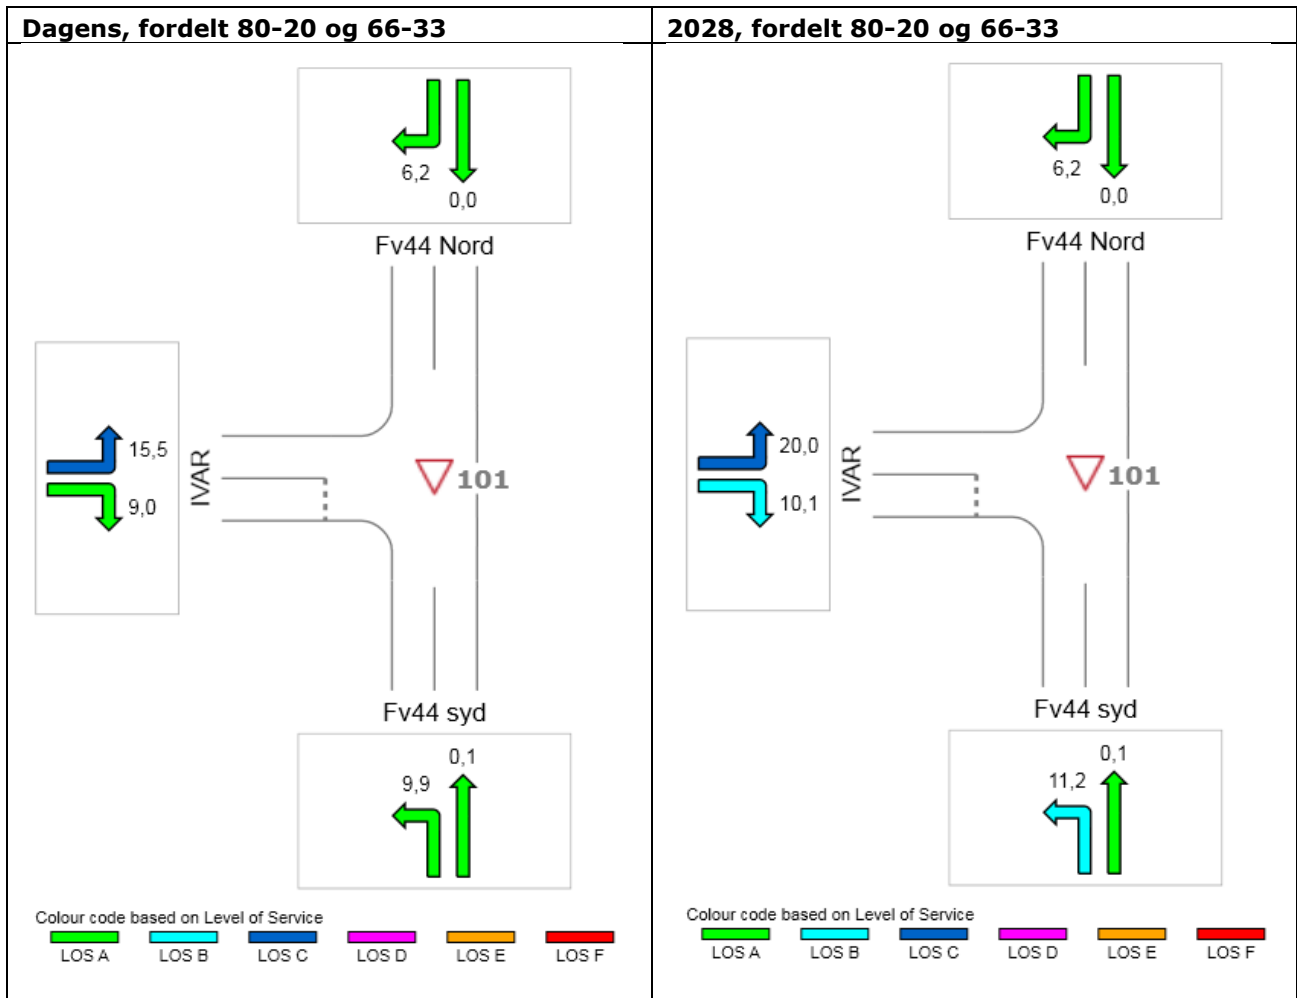 Dagens, fordelt 80-20 og 66-33
6,2
0,0
Fv44 Nord
15,5
9,0
IVAR
101
Fv44 syd
0,1
9,9
Colour code based on Level of Service
LOS A LOS B LOS C LOS D LOS E LOS F
2028, fordelt 80-20 og 66-33
6,2
0,0
Fv44 Nord
20,0
10,1
IVAR
101
Fv44 syd
0,1
11,2
Colour code based on Level of Service
LOS A LOS B LOS C LOS D LOS E LOS F